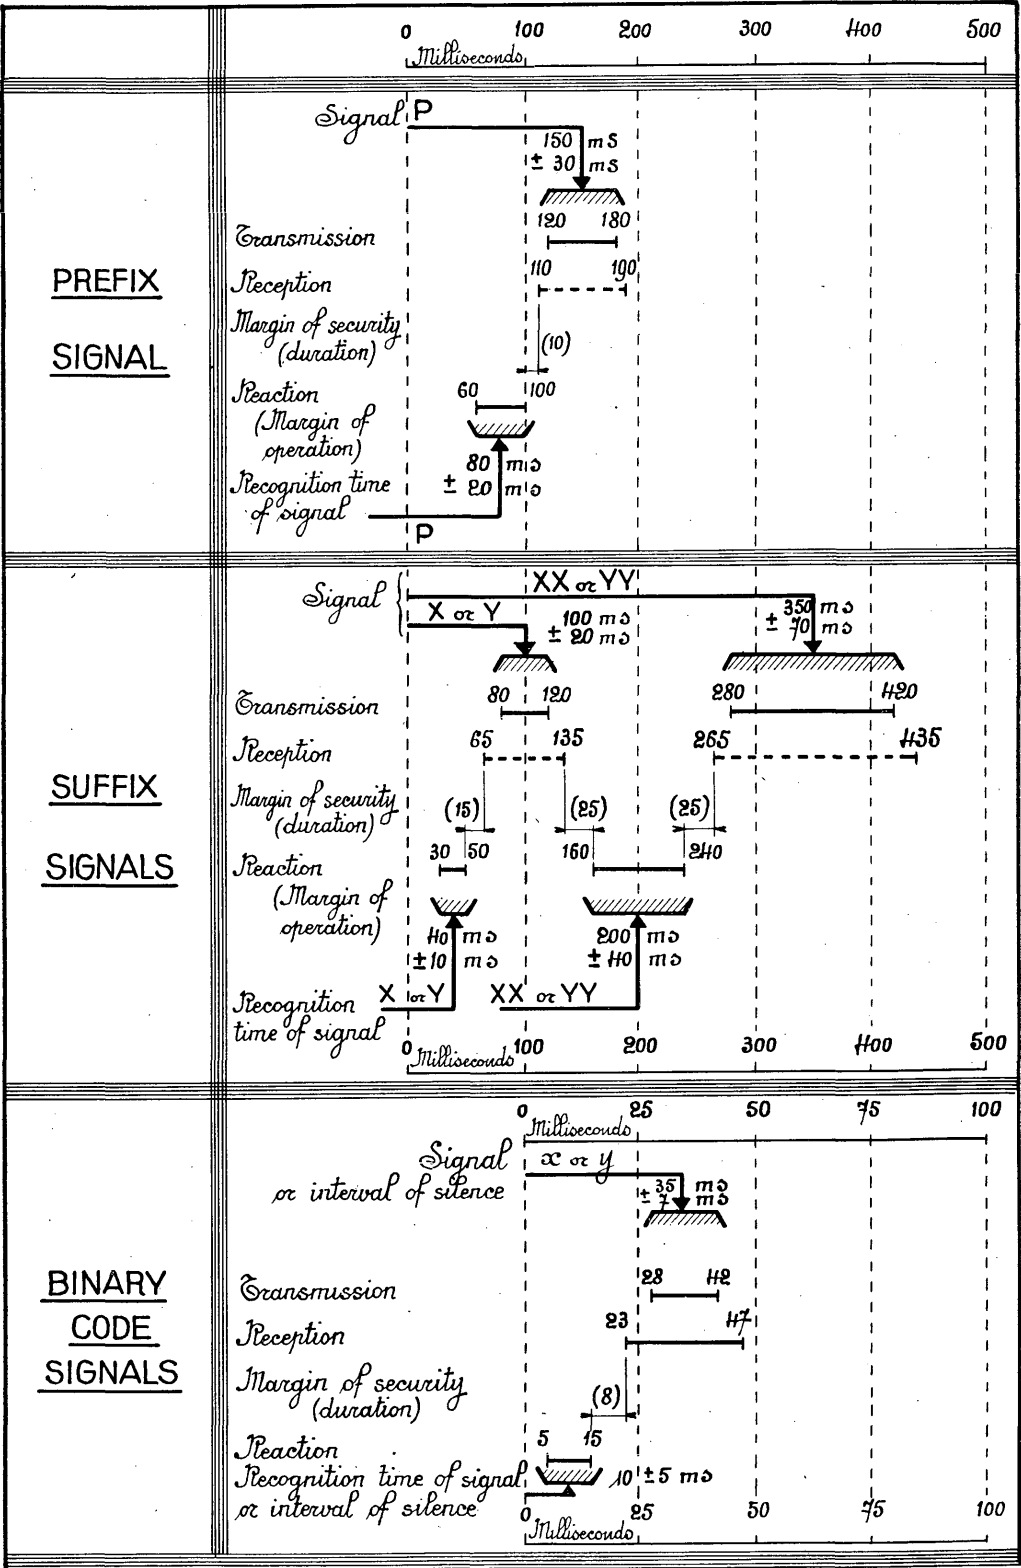 0 100 200 300 400 500
Milliseconds
PREFIX
SIGNAL
Signal P
150 ms
± 30 ms
120 180
Transmission
110 190
Reception
Margin of security
(duration)
(10)
Reaction
60 100
(Margin of
operation)
80 ms
± 20 ms
Recognition time
of signal
P
SUFFIX
SIGNALS
Signal {
XX or YY
X or Y
100 ms
± 20 ms
350 ms
± 70 ms
80 120 280 420
Transmission
65 135 265 435
Reception
Margin of security
(duration)
(15) (25) (25)
30 50 160 240
Reaction
(Margin of
operation)
40 ms
±10 ms
200 ms
± 40 ms
X or Y XX or YY
Recognition
time of signal
0 100 200 300 400 500
Milliseconds
BINARY
CODE
SIGNALS
0 25 50 75 100
Milliseconds
Signal x or y
or interval of silence
35 ms
± 7 ms
28 42
Transmission
23 47
Reception
Margin of security
(duration)
(8)
5 15
Reaction
Recognition time of signal
or interval of silence
10 ±5 ms
0 25 50 75 100
Milliseconds